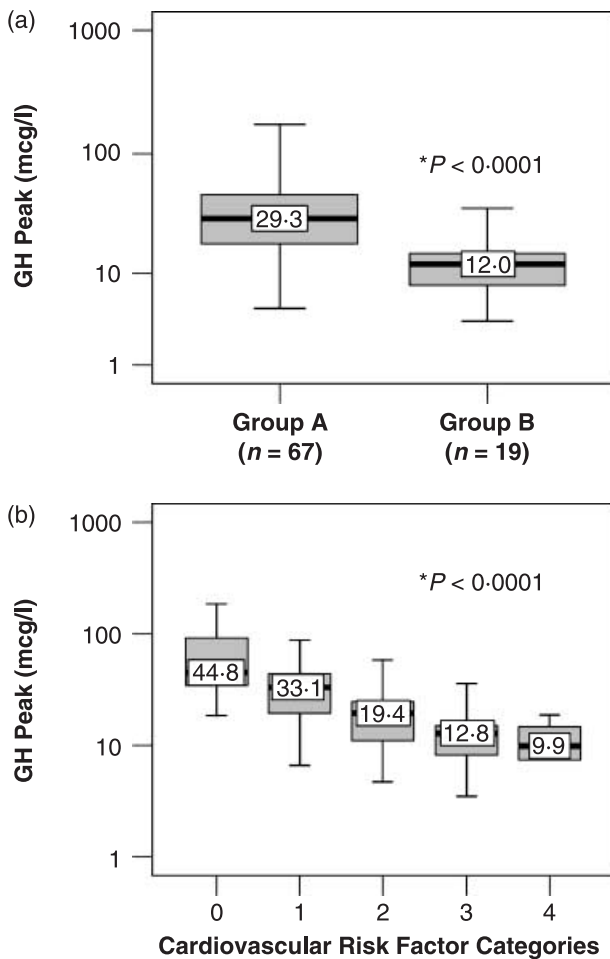 (a)
1000
100
10
1
GH Peak (mcg/l)
*P < 0·0001
29·3
12·0
Group A
(n = 67)
Group B
(n = 19)
(b)
1000
100
10
1
GH Peak (mcg/l)
*P < 0·0001
44·8
33·1
19·4
12·8
9·9
0 1 2 3 4
Cardiovascular Risk Factor Categories